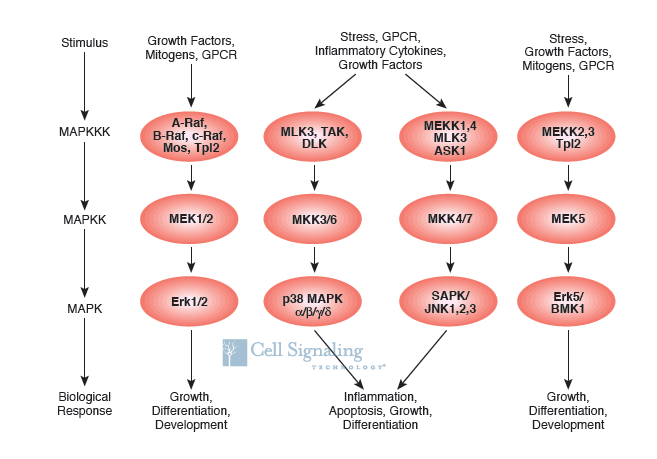 Stimulus
Growth Factors,
Mitogens, GPCR
Stress, GPCR,
Inflammatory Cytokines,
Growth Factors
Stress,
Growth Factors,
Mitogens, GPCR
MAPKKK
A-Raf,
B-Raf, c-Raf,
Mos, Tpl2
MLK3, TAK,
DLK
MEKK1,4
MLK3
ASK1
MEKK2,3
Tpl2
MAPKK
MEK1/2
MKK3/6
MKK4/7
MEK5
MAPK
Erk1/2
p38 MAPK
α/β/γ/δ
SAPK/
JNK1,2,3
Erk5/
BMK1
Cell Signaling
TECHNOLOGY®
Biological
Response
Growth,
Differentiation,
Development
Inflammation,
Apoptosis, Growth,
Differentiation
Growth,
Differentiation,
Development